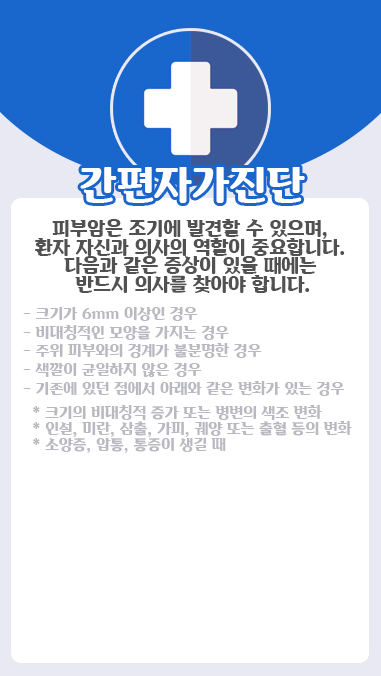 간편자가진단
피부암은 조기에 발견할 수 있으며,
환자 자신과 의사의 역할이 중요합니다.
다음과 같은 증상이 있을 때에는
반드시 의사를 찾아야 합니다.
- 크기가 6mm 이상인 경우
- 비대칭적인 모양을 가지는 경우
- 주위 피부와의 경계가 불분명한 경우
- 색깔이 균일하지 않은 경우
- 기존에 있던 점에서 아래와 같은 변화가 있는 경우
* 크기의 비대칭적 증가 또는 병변의 색조 변화
* 인설, 미란, 삼출, 가피, 궤양 또는 출혈 등의 변화
* 소양증, 압통, 통증이 생길 때